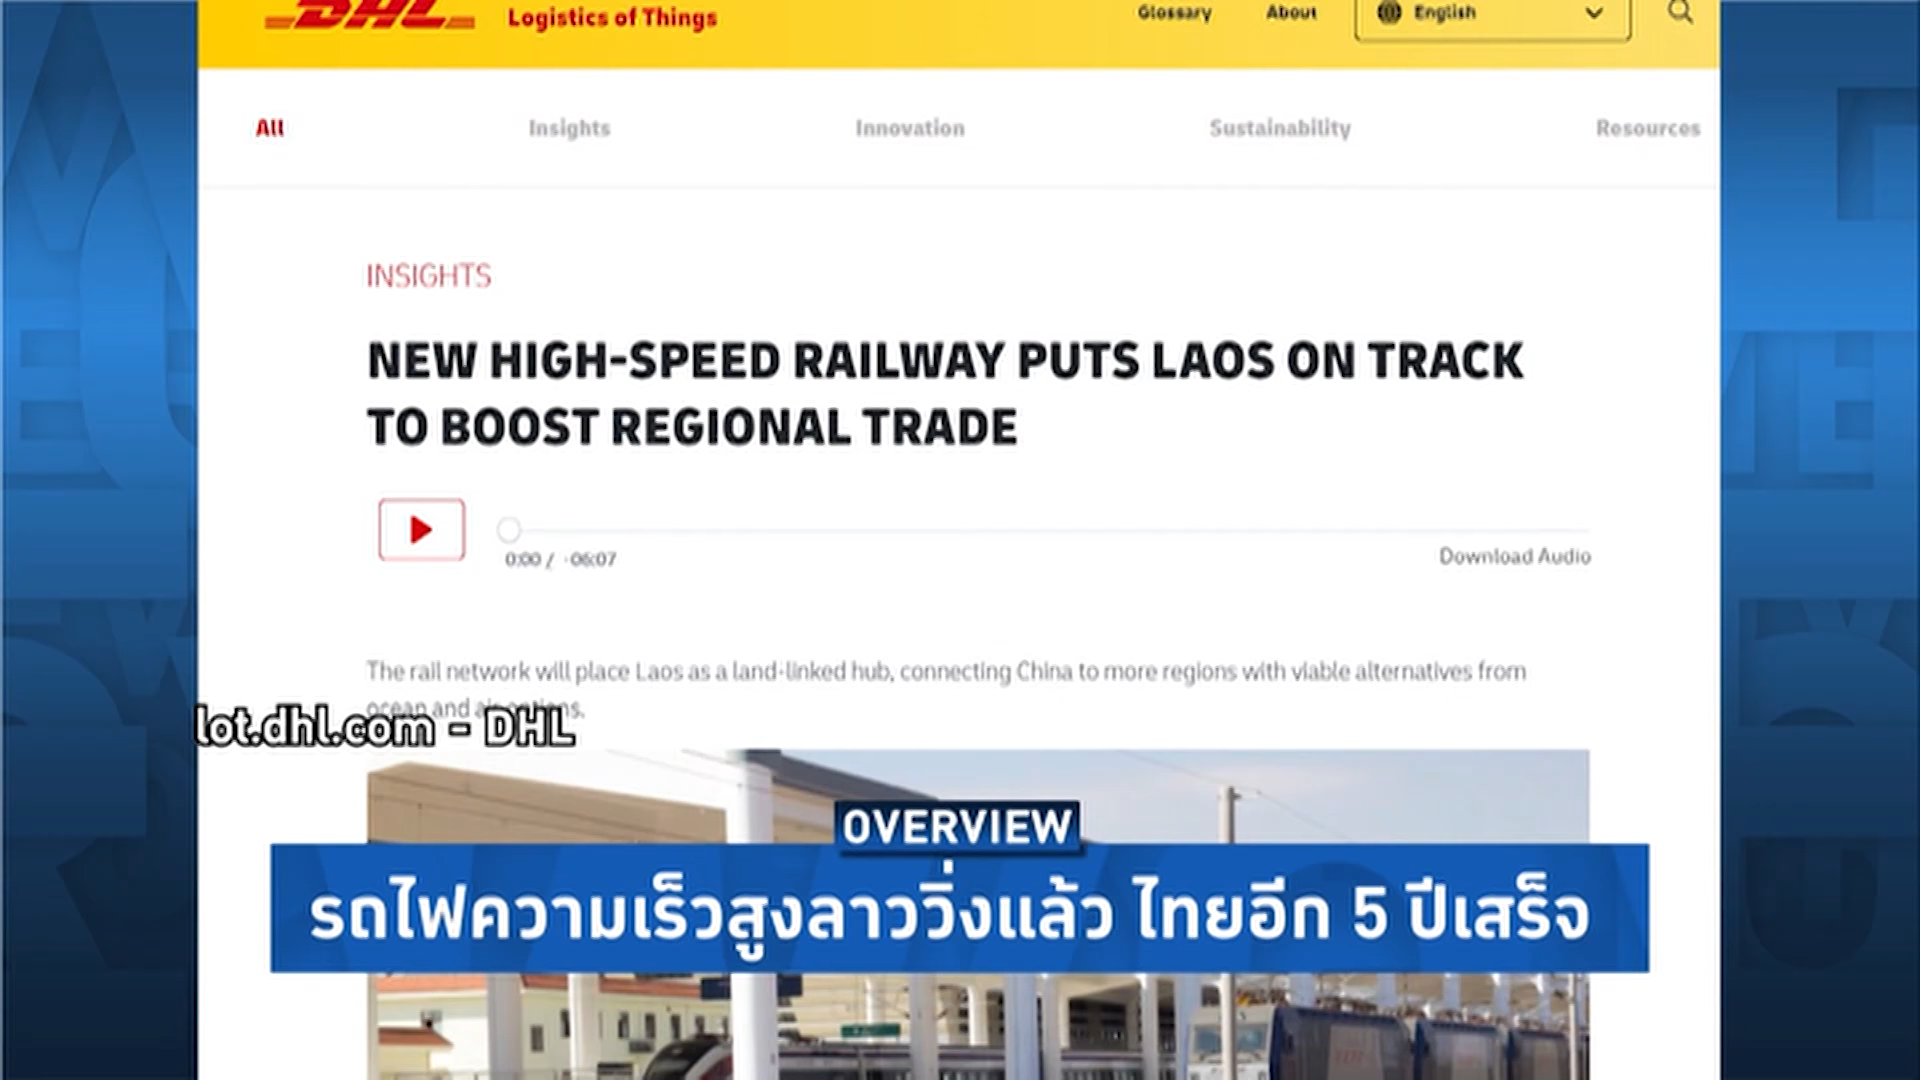 DHL Logistics of Things
Glossary About English
All Insights Innovation Sustainability Resources
INSIGHTS
NEW HIGH-SPEED RAILWAY PUTS LAOS ON TRACK
TO BOOST REGIONAL TRADE
0:00 / -06:07
Download Audio
The rail network will place Laos as a land-linked hub, connecting China to more regions with viable alternatives from
ocean and air options.
lot.dhl.com - DHL
OVERVIEW
รถไฟความเร็วสูงลาววิ่งแล้ว ไทยอีก 5 ปีเสร็จ